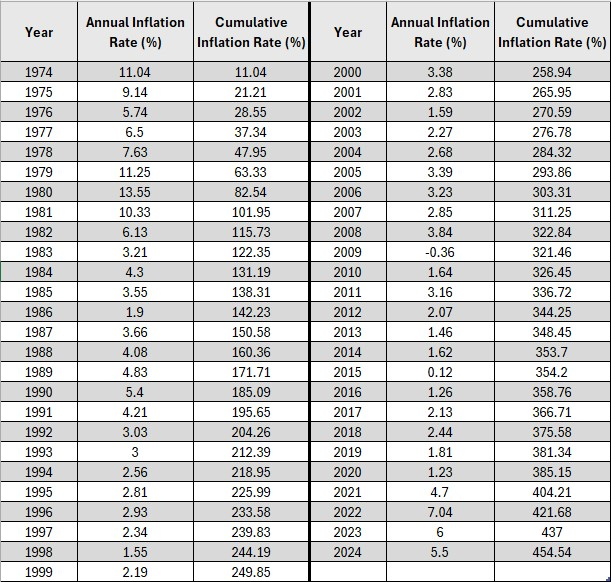 Year Annual Inflation Rate (%) Cumulative Inflation Rate (%) Year Annual Inflation Rate (%) Cumulative Inflation Rate (%)
1974 11.04 11.04 2000 3.38 258.94
1975 9.14 21.21 2001 2.83 265.95
1976 5.74 28.55 2002 1.59 270.59
1977 6.5 37.34 2003 2.27 276.78
1978 7.63 47.95 2004 2.68 284.32
1979 11.25 63.33 2005 3.39 293.86
1980 13.55 82.54 2006 3.23 303.31
1981 10.33 101.95 2007 2.85 311.25
1982 6.13 115.73 2008 3.84 322.84
1983 3.21 122.35 2009 -0.36 321.46
1984 4.3 131.19 2010 1.64 326.45
1985 3.55 138.31 2011 3.16 336.72
1986 1.9 142.23 2012 2.07 344.25
1987 3.66 150.58 2013 1.46 348.45
1988 4.08 160.36 2014 1.62 353.7
1989 4.83 171.71 2015 0.12 354.2
1990 5.4 185.09 2016 1.26 358.76
1991 4.21 195.65 2017 2.13 366.71
1992 3.03 204.26 2018 2.44 375.58
1993 3 212.39 2019 1.81 381.34
1994 2.56 218.95 2020 1.23 385.15
1995 2.81 225.99 2021 4.7 404.21
1996 2.93 233.58 2022 7.04 421.68
1997 2.34 239.83 2023 6 437
1998 1.55 244.19 2024 5.5 454.54
1999 2.19 249.85